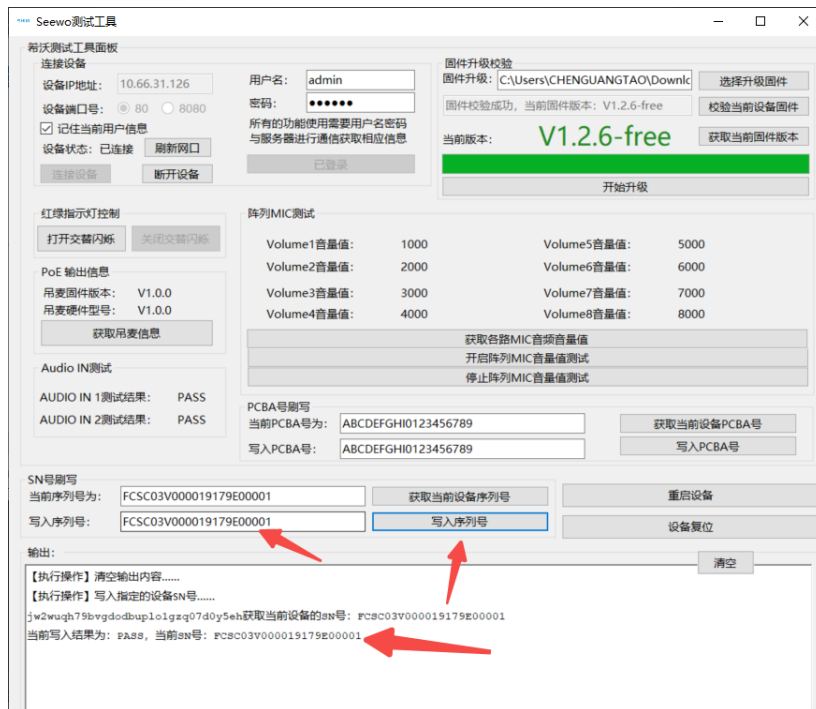 Seewo测试工具
希沃测试工具面板
连接设备
设备IP地址： 10.66.31.126
设备端口号： 80 8080
记住当前用户信息
设备状态：已连接 刷新网口
连接设备 断开设备
用户名： admin
密码： ••••••
所有的功能使用需要用户名密码
与服务器进行通信获取相应信息
已登录
固件升级校验
固件升级： C:\Users\CHENGUANGTAO\Downlc 选择升级固件
固件校验成功，当前固件版本：V1.2.6-free 校验当前设备固件
当前版本： V1.2.6-free 获取当前固件版本
开始升级
红绿指示灯控制
打开交替闪烁 关闭交替闪烁
PoE 输出信息
吊麦固件版本： V1.0.0
吊麦硬件型号： V1.0.0
获取吊麦信息
Audio IN测试
AUDIO IN 1测试结果： PASS
AUDIO IN 2测试结果： PASS
阵列MIC测试
Volume1音量值： 1000 Volume5音量值： 5000
Volume2音量值： 2000 Volume6音量值： 6000
Volume3音量值： 3000 Volume7音量值： 7000
Volume4音量值： 4000 Volume8音量值： 8000
获取各路MIC音频音量值
开启阵列MIC音量值测试
停止阵列MIC音量值测试
PCBA号刷写
当前PCBA号为： ABCDEFGHI0123456789 获取当前设备PCBA号
写入PCBA号： ABCDEFGHI0123456789 写入PCBA号
SN号刷写
当前序列号为： FCSC03V000019179E00001 获取当前设备序列号
写入序列号： FCSC03V000019179E00001 写入序列号
重启设备
设备复位
输出： 清空
【执行操作】清空输出内容......
【执行操作】写入指定的设备SN号......
jw2wuqh79bvgdodbuplo1gzq07d0y5eh获取当前设备的SN号：FCSC03V000019179E00001
当前写入结果为：PASS, 当前SN号：FCSC03V000019179E00001